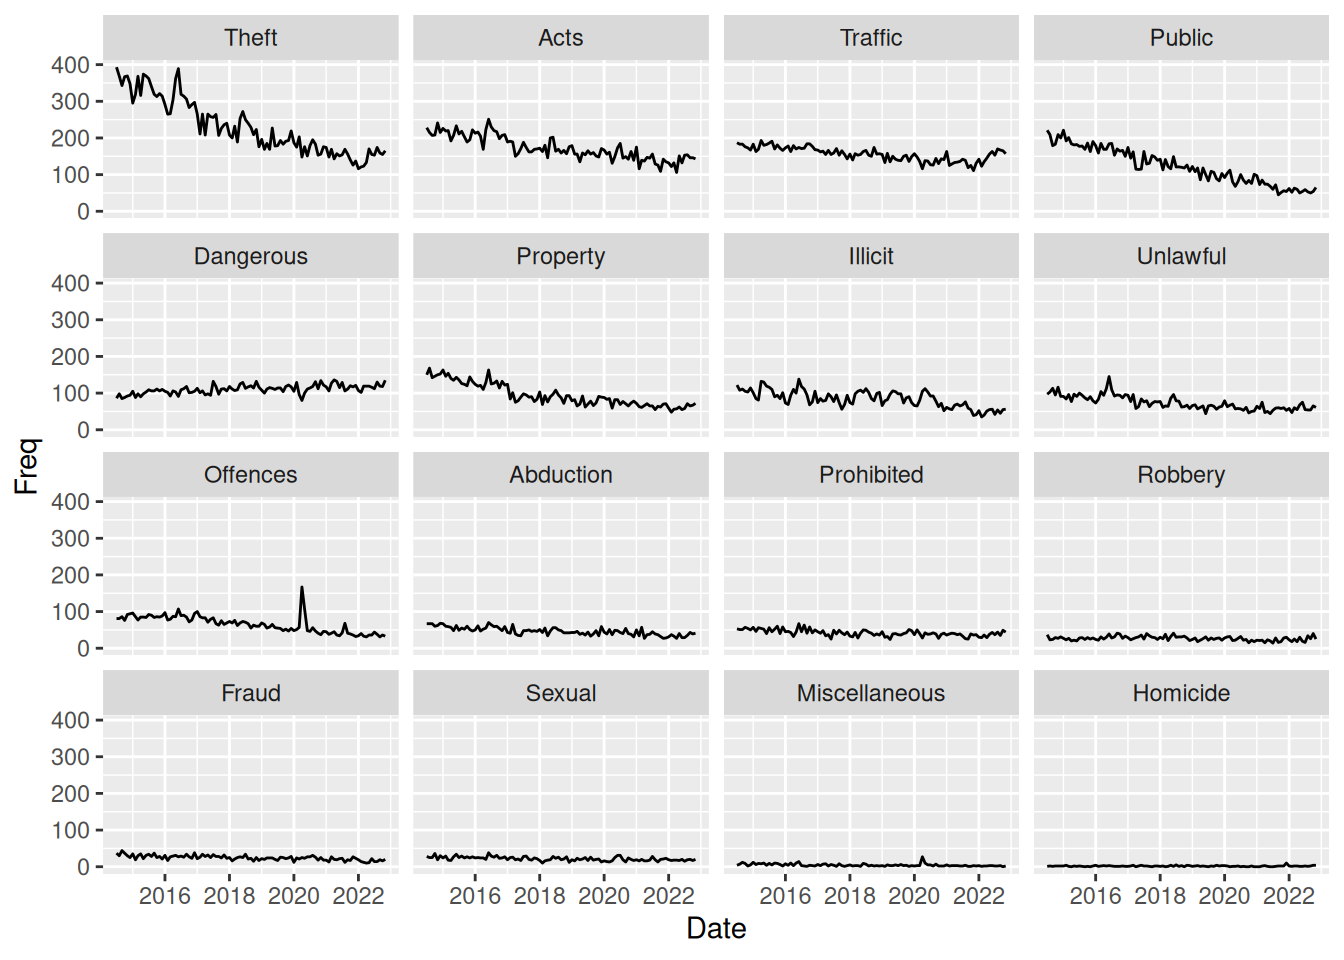 Theft Acts Traffic Public
400
300
200
100
0
Dangerous Property Illicit Unlawful
400
300
200
100
0
Freq
Offences Abduction Prohibited Robbery
400
300
200
100
0
Fraud Sexual Miscellaneous Homicide
400
300
200
100
0
2016 2018 2020 2022 2016 2018 2020 2022 2016 2018 2020 2022 2016 2018 2020 2022
Date